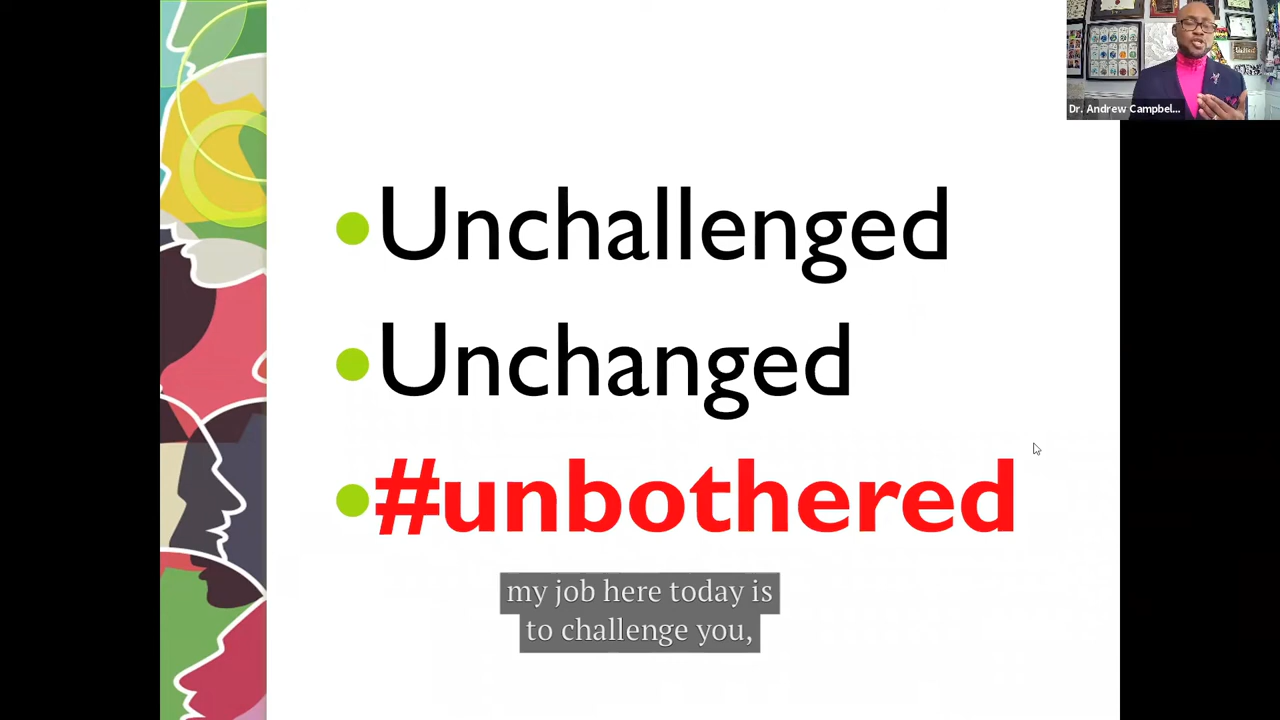 Dr. Andrew Campbel...
•Unchallenged
•Unchanged
•#unbothered
my job here today is
to challenge you,